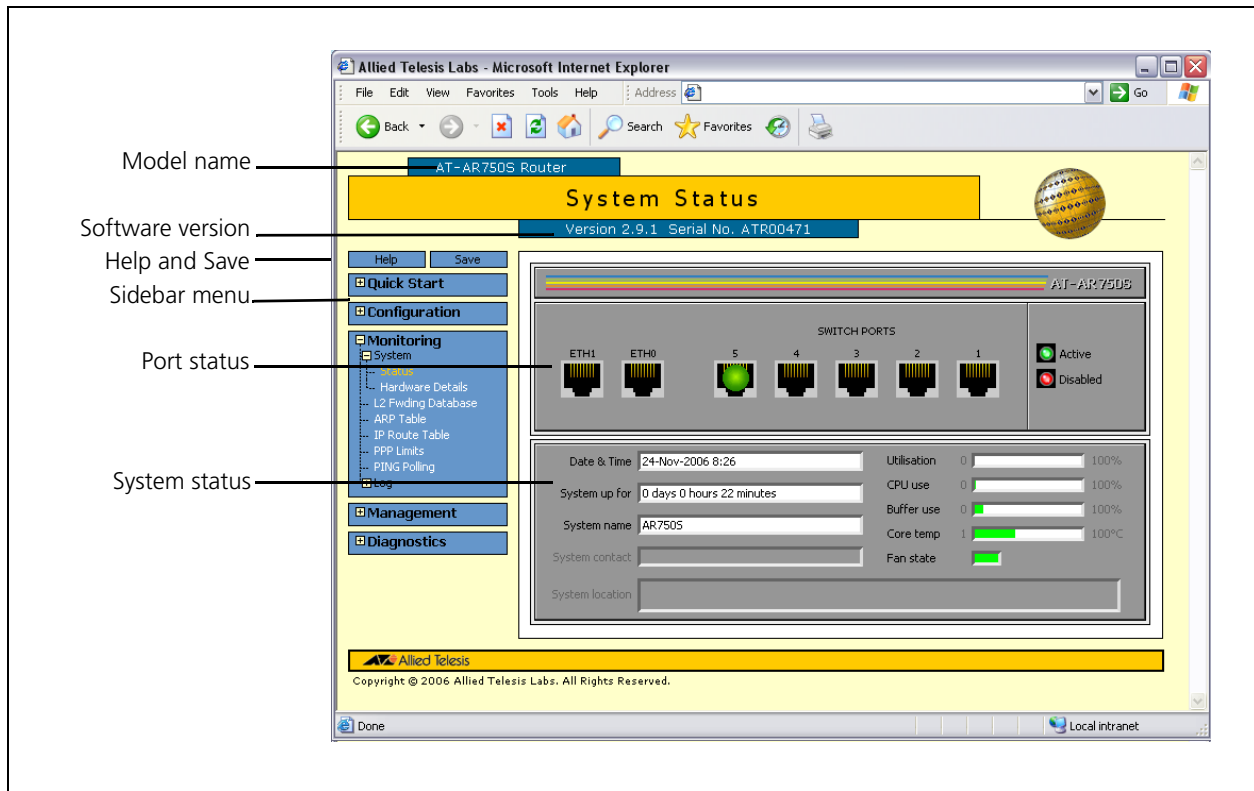 Allied Telesis Labs - Microsoft Internet Explorer
File Edit View Favorites Tools Help Address Go
Back Search Favorites
Model name
AT-AR750S Router
System Status
Software version
Version 2.9.1 Serial No. ATR00471
Help and Save
Help Save
Sidebar menu
Quick Start
Configuration
Monitoring
System
Status
Hardware Details
L2 Fwding Database
ARP Table
IP Route Table
PPP Limits
PING Polling
Log
Management
Diagnostics
AT-AR750S
Port status
SWITCH PORTS
ETH1 ETH0 5 4 3 2 1
Active
Disabled
System status
Date & Time 24-Nov-2006 8:26
System up for 0 days 0 hours 22 minutes
System name AR750S
System contact
System location
Utilisation 0 100%
CPU use 0 100%
Buffer use 0 100%
Core temp 1 100°C
Fan state
Allied Telesis
Copyright © 2006 Allied Telesis Labs. All Rights Reserved.
Done Local intranet